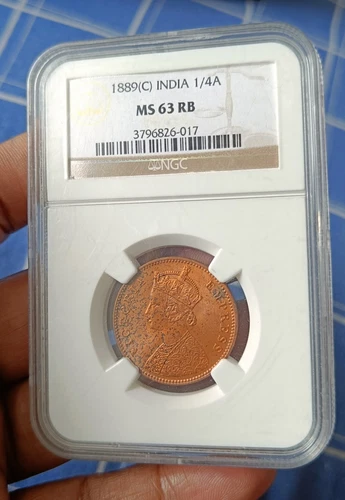 1889(C) INDIA 1/4A
MS 63 RB
3796826-017
NGC